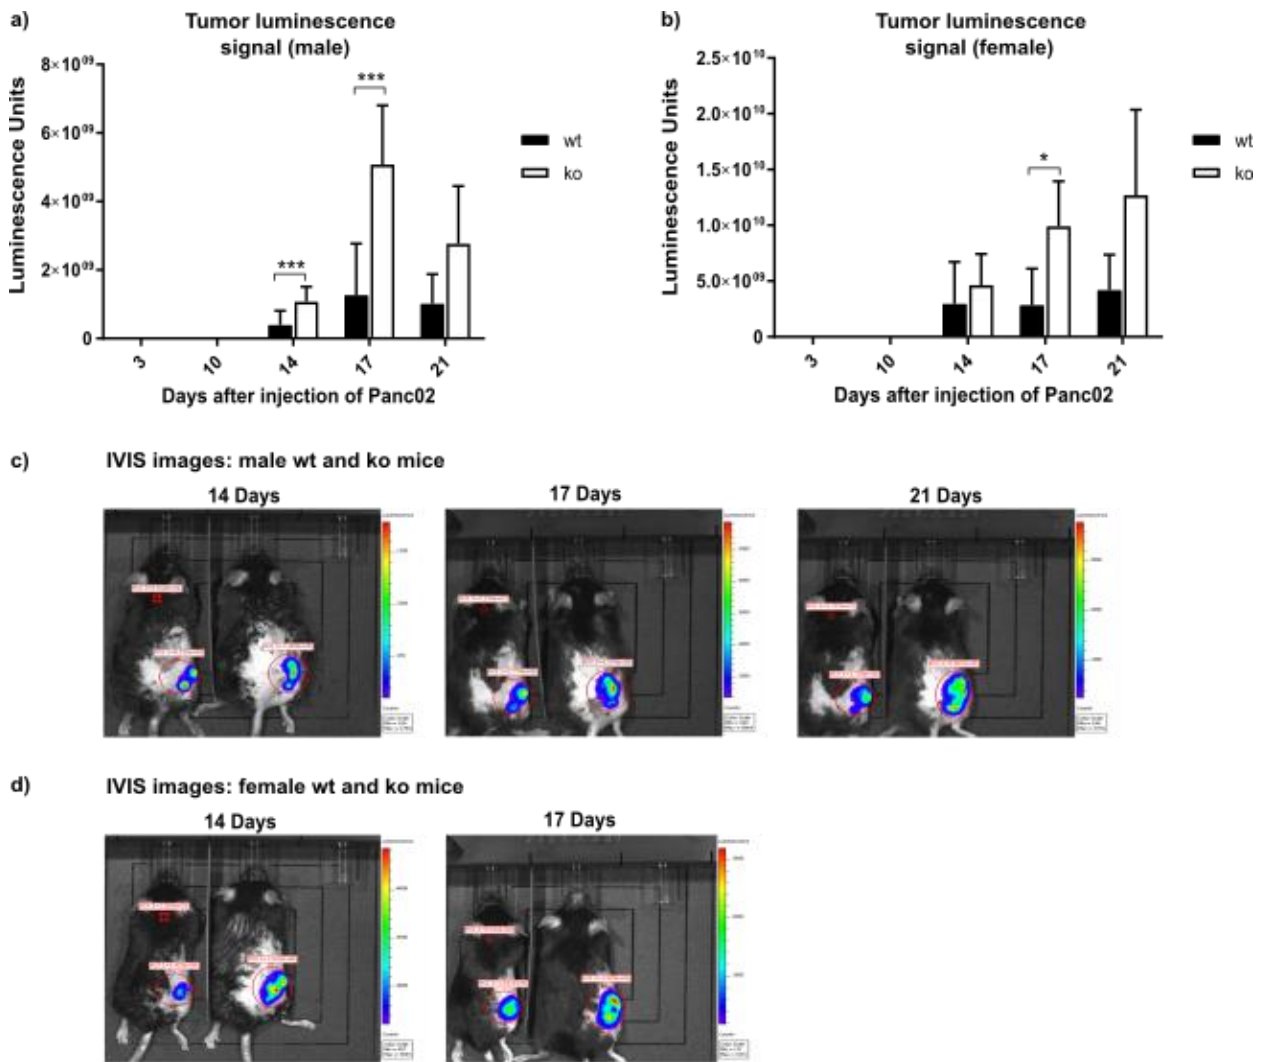 a)
Tumor luminescence
signal (male)
8×10⁰⁹
6×10⁰⁹
4×10⁰⁹
2×10⁰⁹
0
Luminescence Units
*** ***
3 10 14 17 21
Days after injection of Panc02
wt
ko
b)
Tumor luminescence
signal (female)
2.5×10¹⁰
2.0×10¹⁰
1.5×10¹⁰
1.0×10¹⁰
5.0×10⁰⁹
0
Luminescence Units
*
3 10 14 17 21
Days after injection of Panc02
wt
ko
c) IVIS images: male wt and ko mice
14 Days 17 Days 21 Days
d) IVIS images: female wt and ko mice
14 Days 17 Days